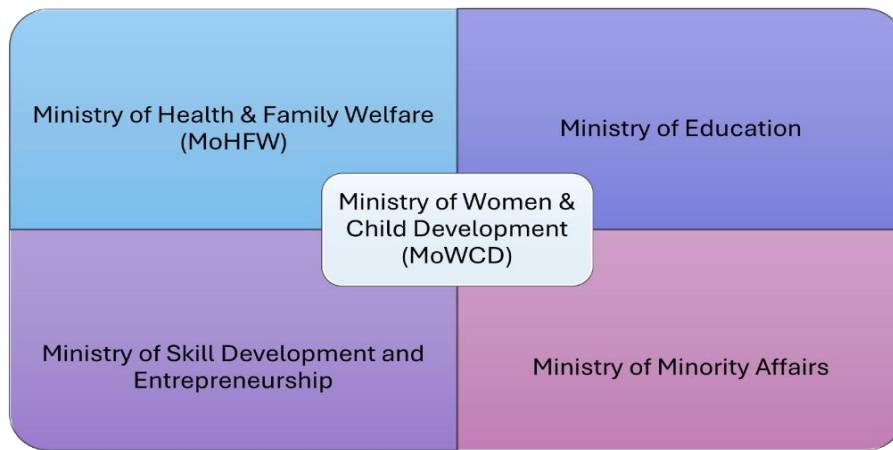 Ministry of Health & Family Welfare
(MoHFW)
Ministry of Education
Ministry of Women &
Child Development
(MoWCD)
Ministry of Skill Development and
Entrepreneurship
Ministry of Minority Affairs